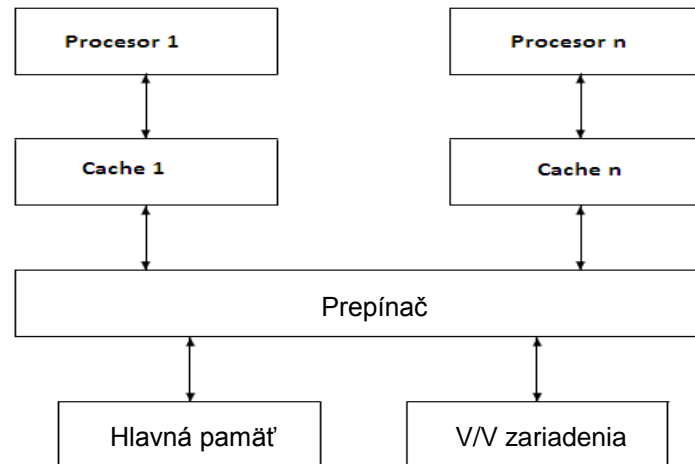 Procesor 1
Procesor n
Cache 1
Cache n
Prepínač
Hlavná pamäť
V/V zariadenia